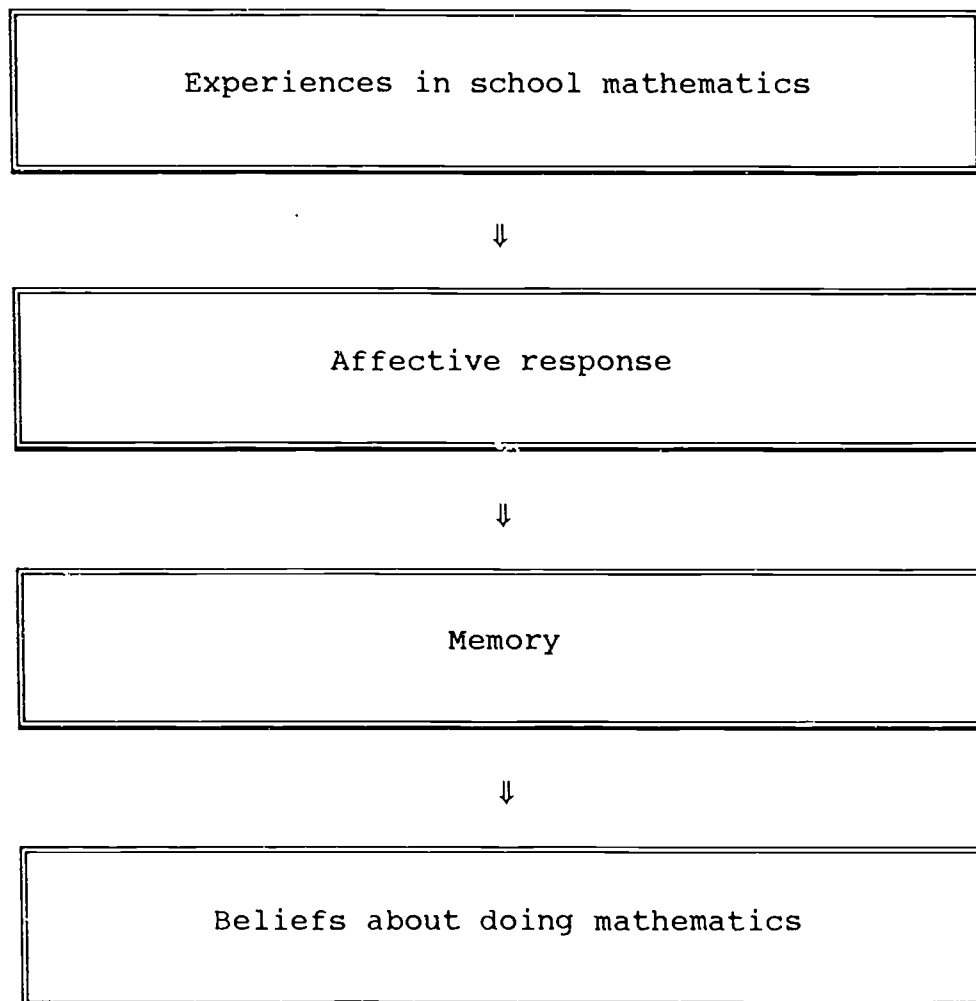 Experiences in school mathematics
⇓
Affective response
⇓
Memory
⇓
Beliefs about doing mathematics